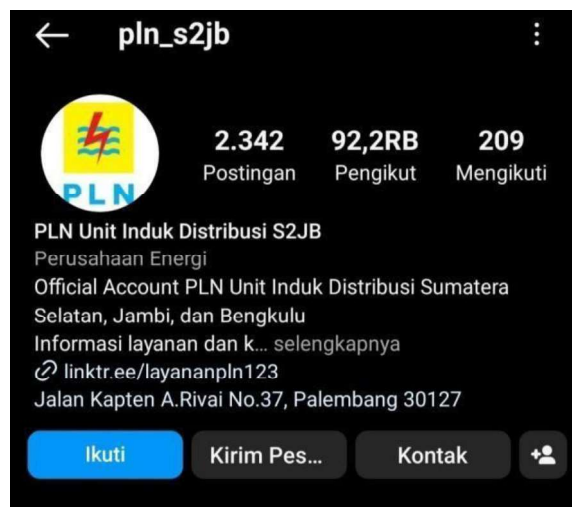 pln_s2jb
PLN
2.342 92,2RB 209
Postingan Pengikut Mengikuti
PLN Unit Induk Distribusi S2JB
Perusahaan Energi
Official Account PLN Unit Induk Distribusi Sumatera
Selatan, Jambi, dan Bengkulu
Informasi layanan dan k... selengkapnya
linktr.ee/layananpln123
Jalan Kapten A.Rivai No.37, Palembang 30127
Ikuti Kirim Pes... Kontak